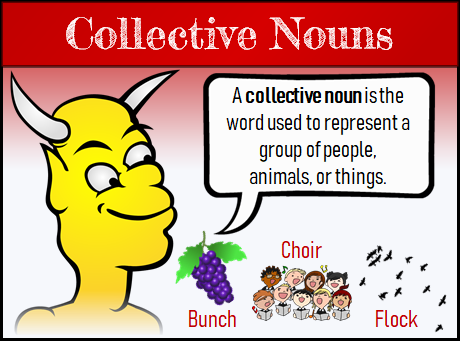 Collective Nouns
A collective noun is the
word used to represent a
group of people,
animals, or things.
Choir
Bunch
Flock